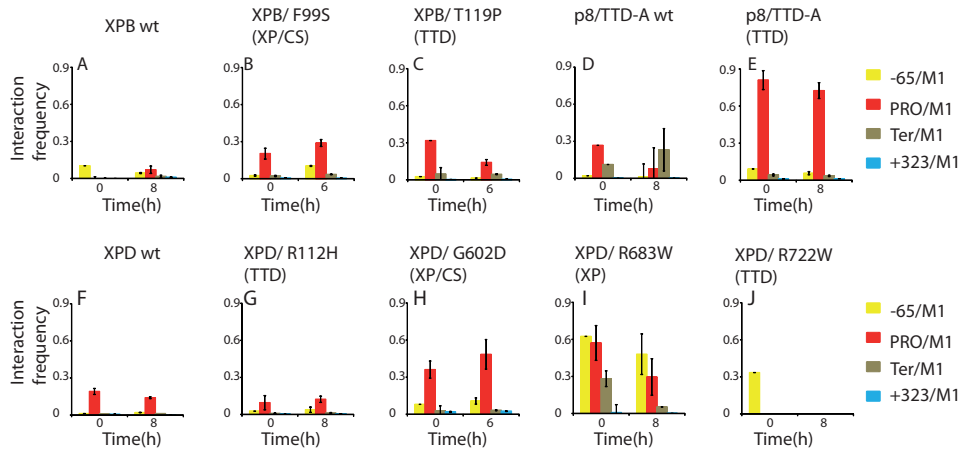 XPB wt
XPB/ F99S
(XP/CS)
XPB/ T119P
(TTD)
p8/TTD-A wt
p8/TTD-A
(TTD)
Interaction
frequency
A
0.9
0.6
0.3
0
0
8
Time(h)
B
0.9
0.6
0.3
0
0
6
Time(h)
C
0.9
0.6
0.3
0
0
6
Time(h)
D
0.9
0.6
0.3
0
0
8
Time(h)
E
0.9
0.6
0.3
0
0
8
Time(h)
-65/M1
PRO/M1
Ter/M1
+323/M1
XPD wt
XPD/ R112H
(TTD)
XPD/ G602D
(XP/CS)
XPD/ R683W
(XP)
XPD/ R722W
(TTD)
Interaction
frequency
F
0.9
0.6
0.3
0
0
8
Time(h)
G
0.9
0.6
0.3
0
0
8
Time(h)
H
0.9
0.6
0.3
0
0
6
Time(h)
I
0.9
0.6
0.3
0
0
8
Time(h)
J
0.9
0.6
0.3
0
0
8
Time(h)
-65/M1
PRO/M1
Ter/M1
+323/M1